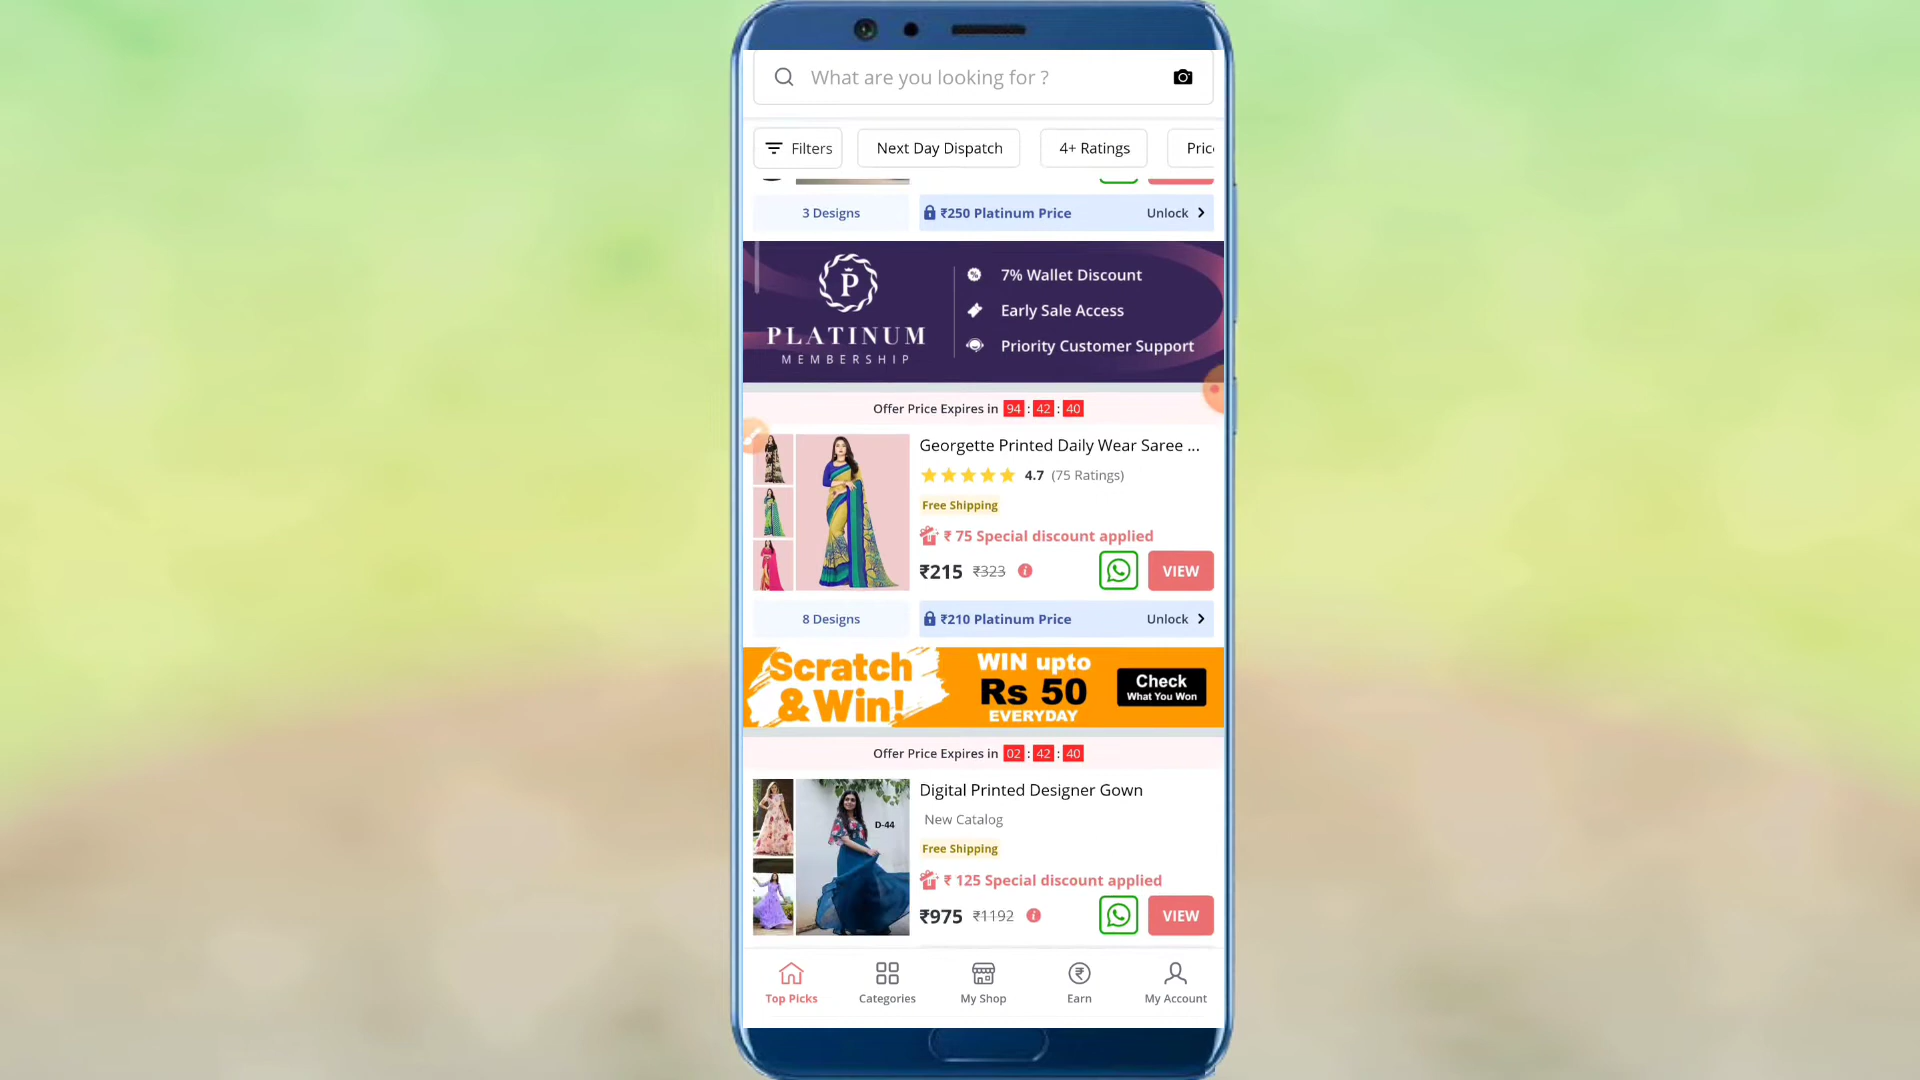 What are you looking for ?
Filters
Next Day Dispatch
4+ Ratings
3 Designs
₹250 Platinum Price
Unlock
P
PLATINUM
MEMBERSHIP
7% Wallet Discount
Early Sale Access
Priority Customer Support
Offer Price Expires in 94 : 42 : 40
Georgette Printed Daily Wear Saree ...
4.7 (75 Ratings)
Free Shipping
₹ 75 Special discount applied
₹215 ₹323
VIEW
8 Designs
₹210 Platinum Price
Unlock
Scratch
& Win!
WIN upto
Rs 50
EVERYDAY
Check
What You Won
Offer Price Expires in 02 : 42 : 40
D-44
Digital Printed Designer Gown
New Catalog
Free Shipping
₹ 125 Special discount applied
₹975 ₹1192
VIEW
Top Picks
Categories
My Shop
Earn
My Account